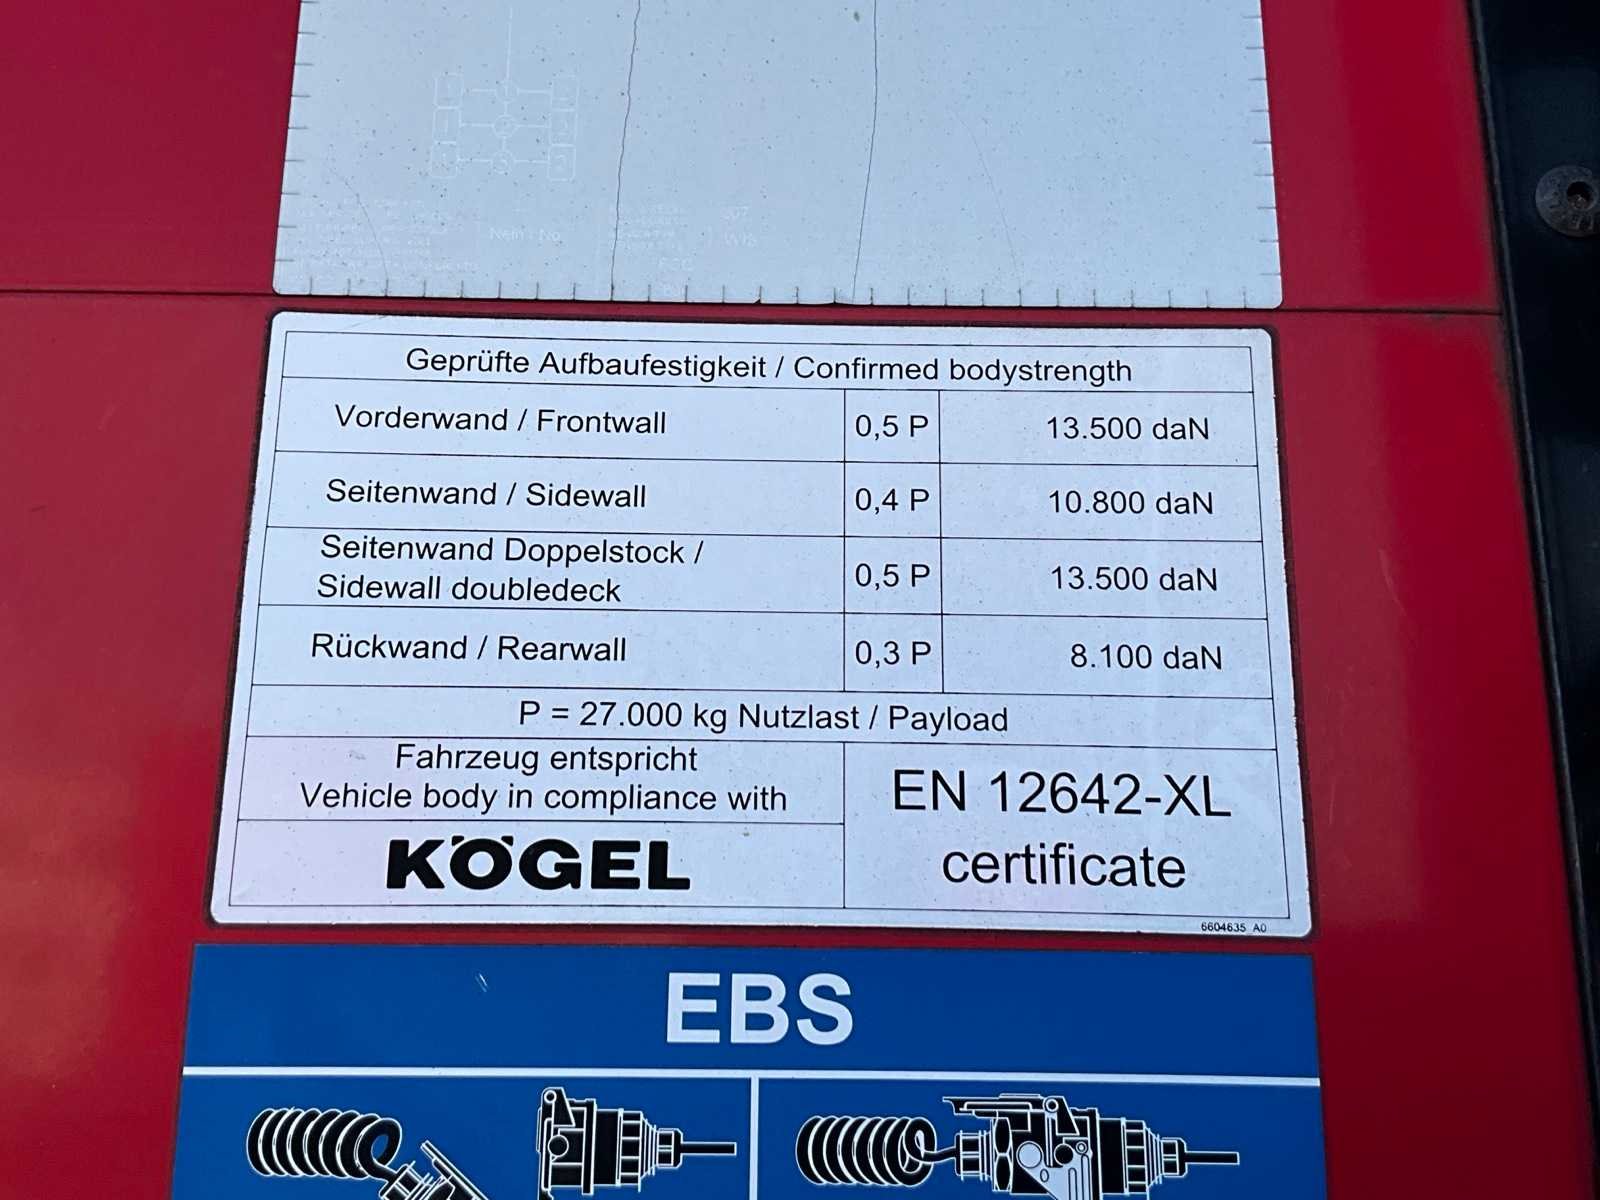 Nein / No
Geprüfte Aufbaufestigkeit / Confirmed bodystrength
Vorderwand / Frontwall 0,5 P 13.500 daN
Seitenwand / Sidewall 0,4 P 10.800 daN
Seitenwand Doppelstock /
Sidewall doubledeck 0,5 P 13.500 daN
Rückwand / Rearwall 0,3 P 8.100 daN
P = 27.000 kg Nutzlast / Payload
Fahrzeug entspricht
Vehicle body in compliance with
EN 12642-XL
certificate
KÖGEL
6604635 A0
EBS